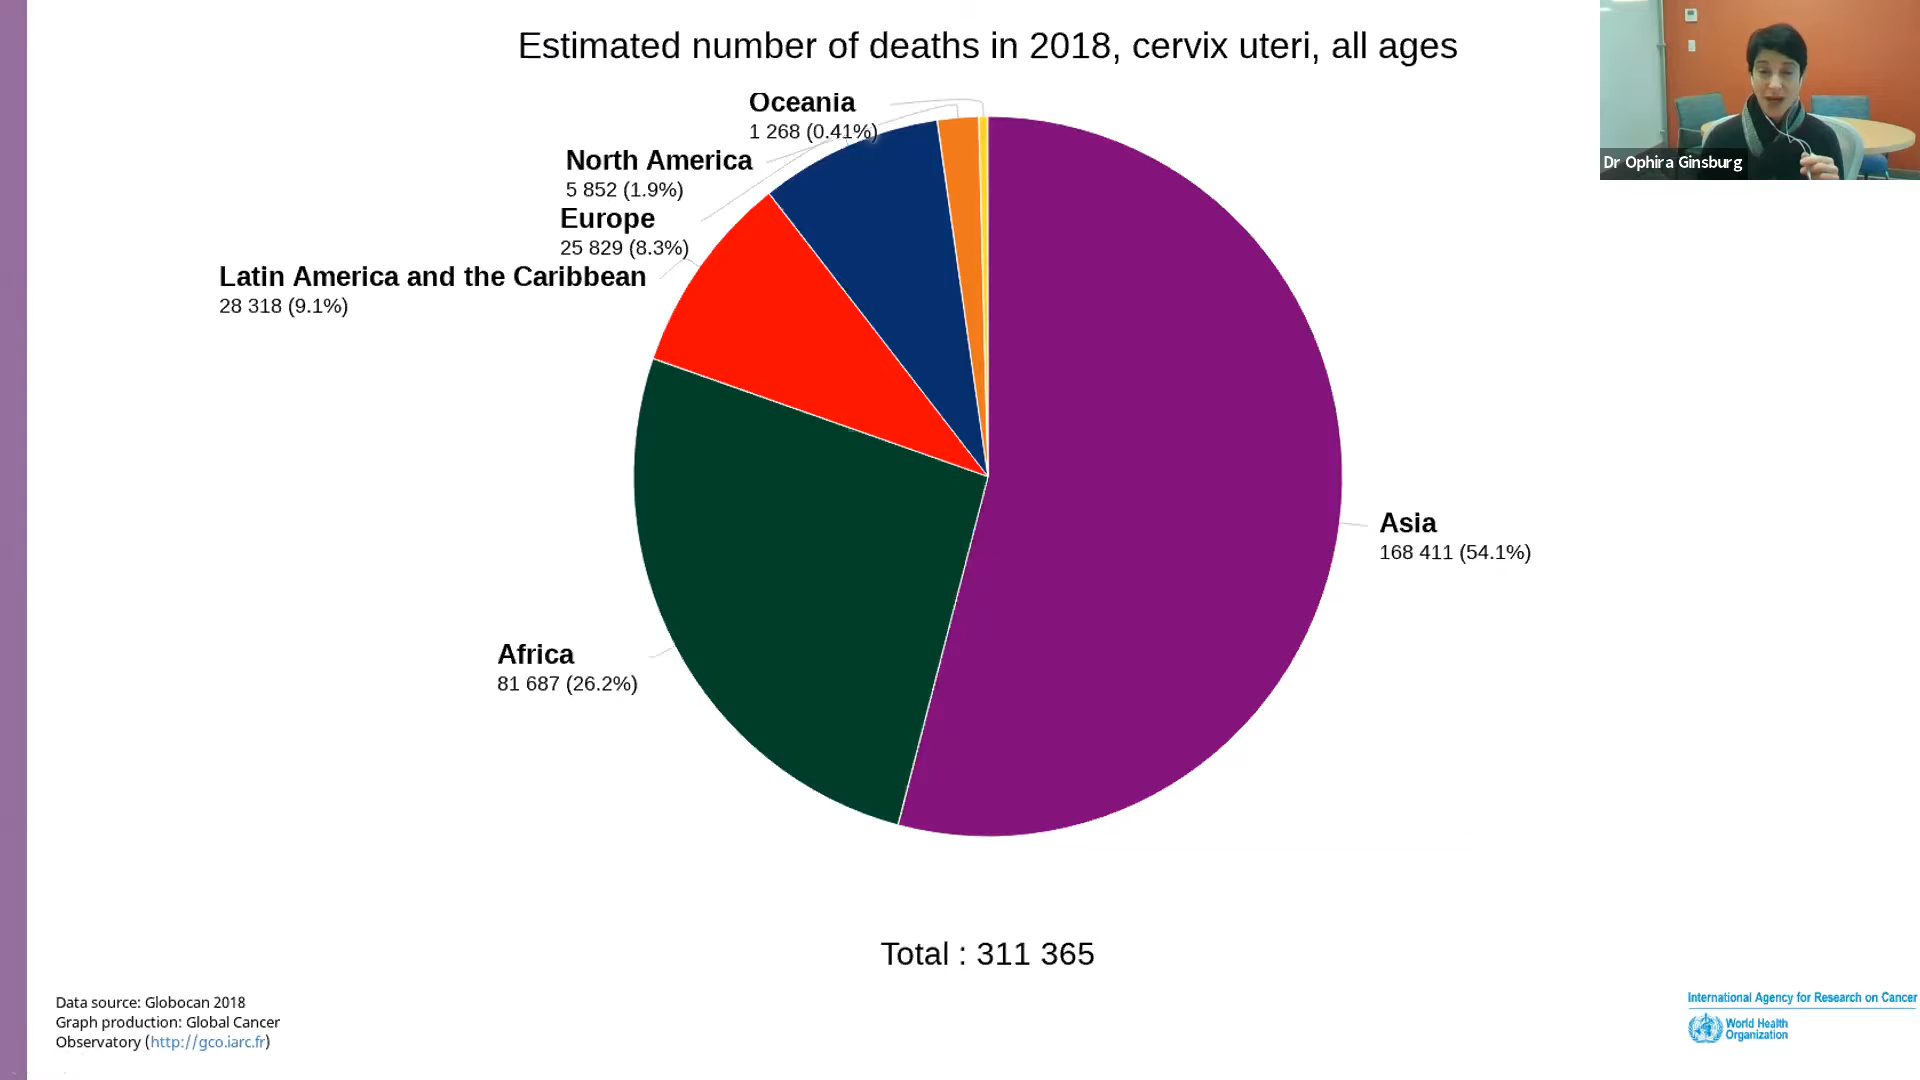 Estimated number of deaths in 2018, cervix uteri, all ages
Oceania
1 268 (0.41%)
North America
5 852 (1.9%)
Europe
25 829 (8.3%)
Latin America and the Caribbean
28 318 (9.1%)
Asia
168 411 (54.1%)
Africa
81 687 (26.2%)
Total : 311 365
Data source: Globocan 2018
Graph production: Global Cancer
Observatory (http://gco.iarc.fr)
International Agency for Research on Cancer
World Health
Organization
Dr Ophira Ginsburg